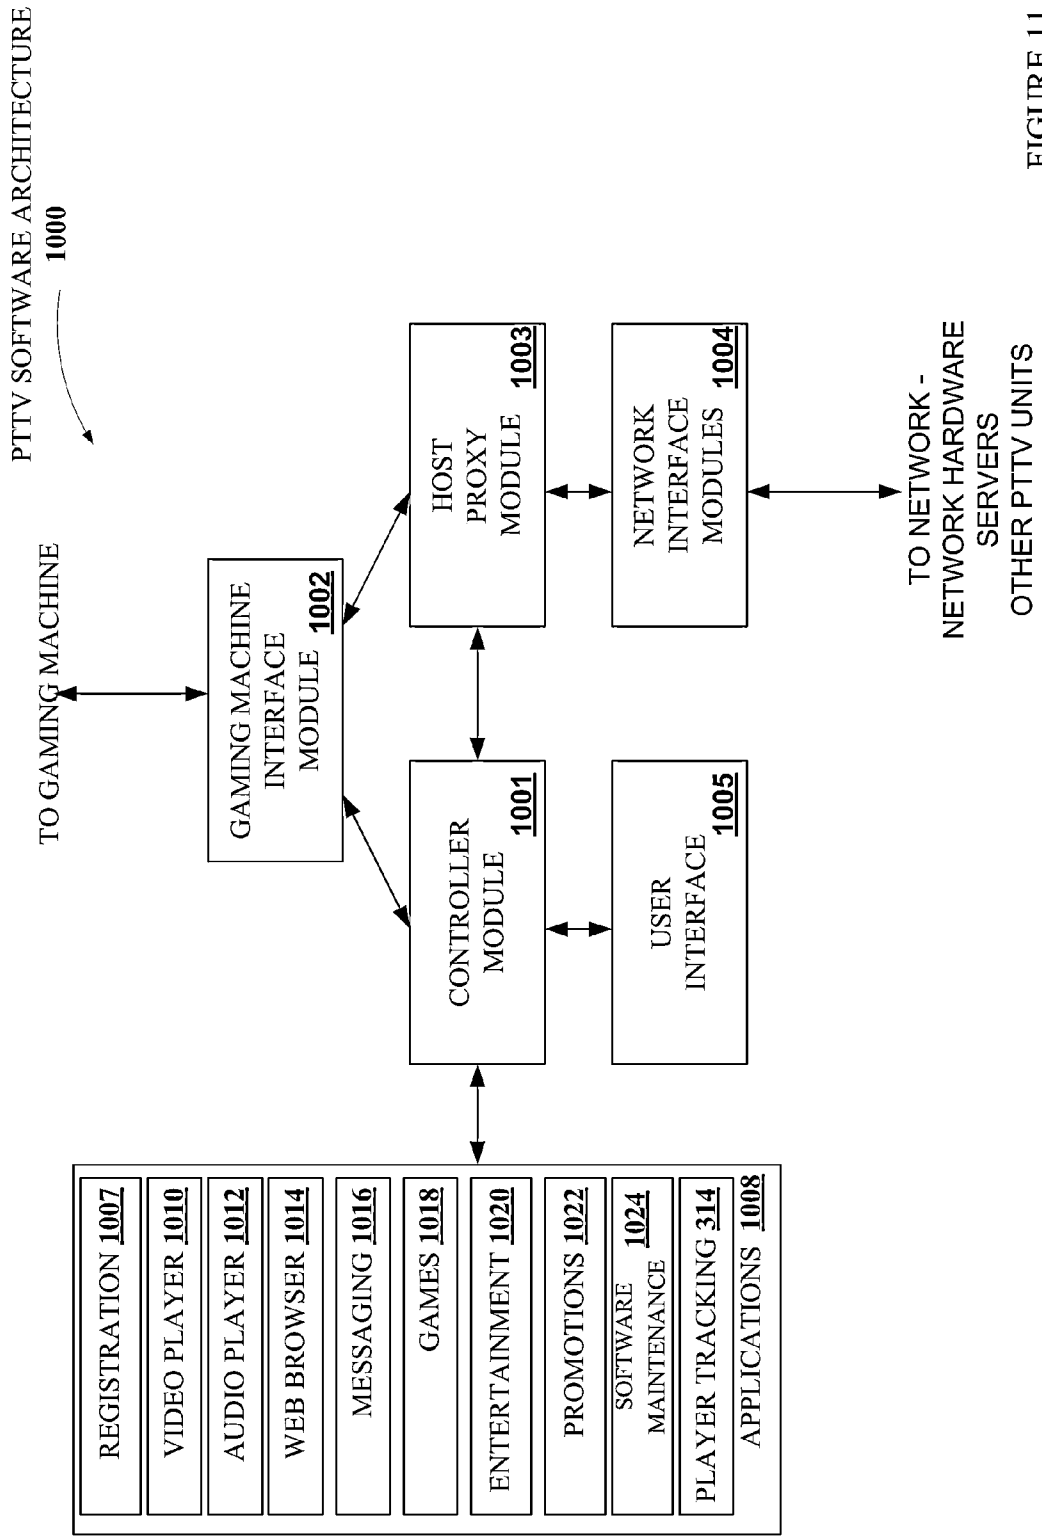 PTTV SOFTWARE ARCHITECTURE
1000
TO GAMING MACHINE
GAMING MACHINE
INTERFACE
MODULE 1002
HOST
PROXY
MODULE
1003
CONTROLLER
MODULE
1001
NETWORK
INTERFACE
MODULES
1004
USER
INTERFACE
1005
TO NETWORK -
NETWORK HARDWARE
SERVERS
OTHER PTTV UNITS
REGISTRATION 1007
VIDEO PLAYER 1010
AUDIO PLAYER 1012
WEB BROWSER 1014
MESSAGING 1016
GAMES 1018
ENTERTAINMENT 1020
PROMOTIONS 1022
SOFTWARE 1024
MAINTENANCE
PLAYER TRACKING 314
APPLICATIONS 1008
FIGURE 11